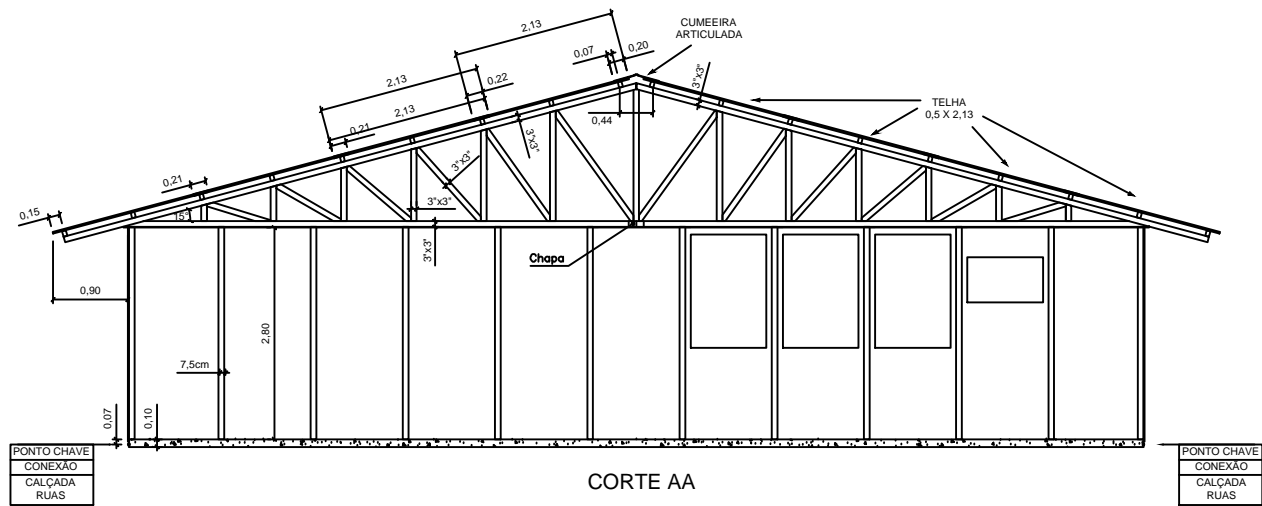 2,13
CUMEEIRA
ARTICULADA
0,07
0,20
2,13
0,22
3"x3"
2,13
TELHA
0,5 X 2,13
0,44
0,21
3"x3"
3"x3"
0,21
3"x3"
0,15
15°
3"x3"
Chapa
0,90
2,80
7,5cm
0,07
0,10
PONTO CHAVE
CONEXÃO
CALÇADA
RUAS
CORTE AA
PONTO CHAVE
CONEXÃO
CALÇADA
RUAS